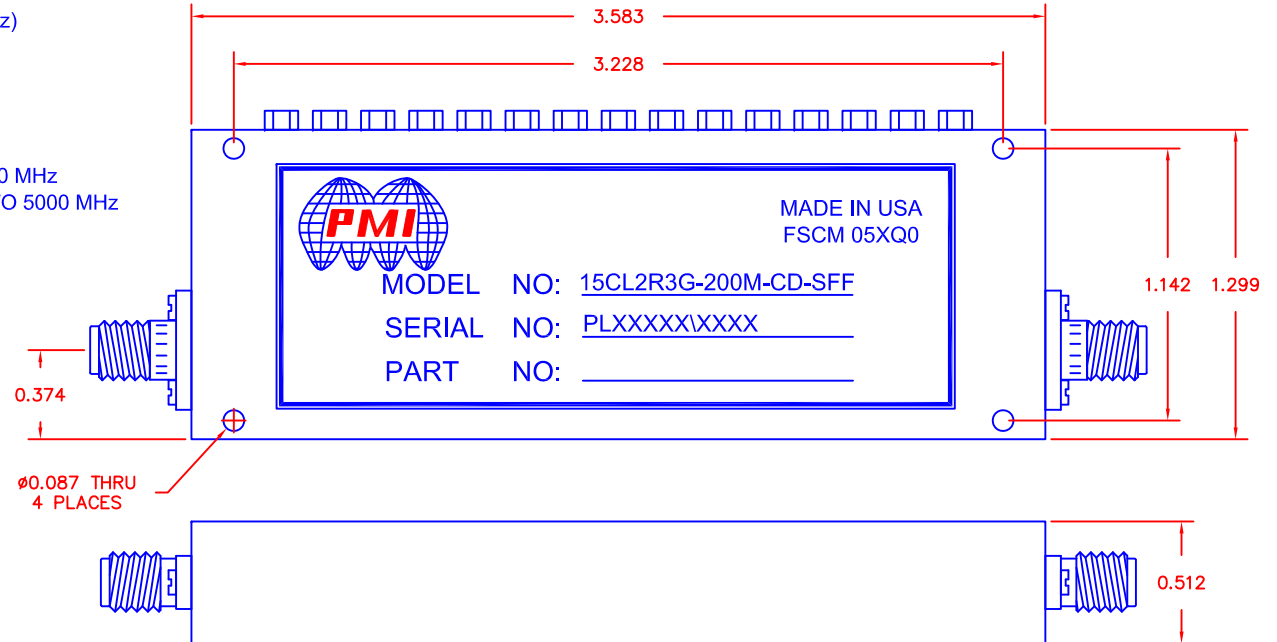 z)
3.583
3.228
0 MHz
TO 5000 MHz
PMI
MADE IN USA
FSCM 05XQ0
MODEL NO: 15CL2R3G-200M-CD-SFF
SERIAL NO: PLXXXXX\XXXX
PART NO:
1.142 1.299
0.374
ø0.087 THRU
4 PLACES
0.512